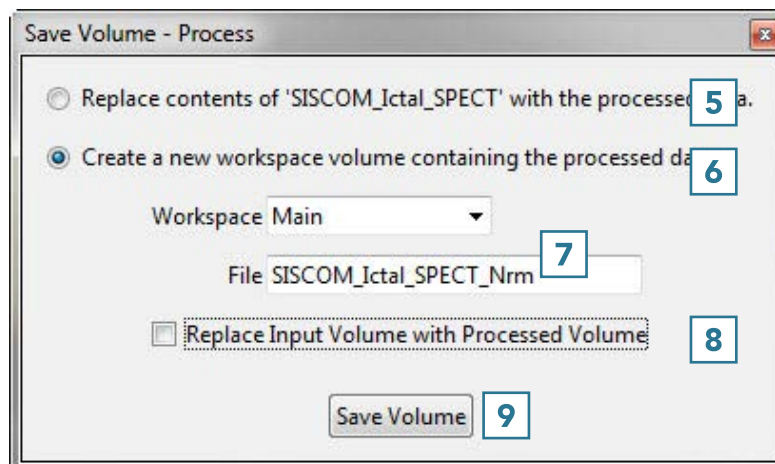 Save Volume - Process
Replace contents of 'SISCOM_Ictal_SPECT' with the processed 5 a.
Create a new workspace volume containing the processed da 6
Workspace Main
7
File SISCOM_Ictal_SPECT_Nrm
Replace Input Volume with Processed Volume 8
Save Volume 9